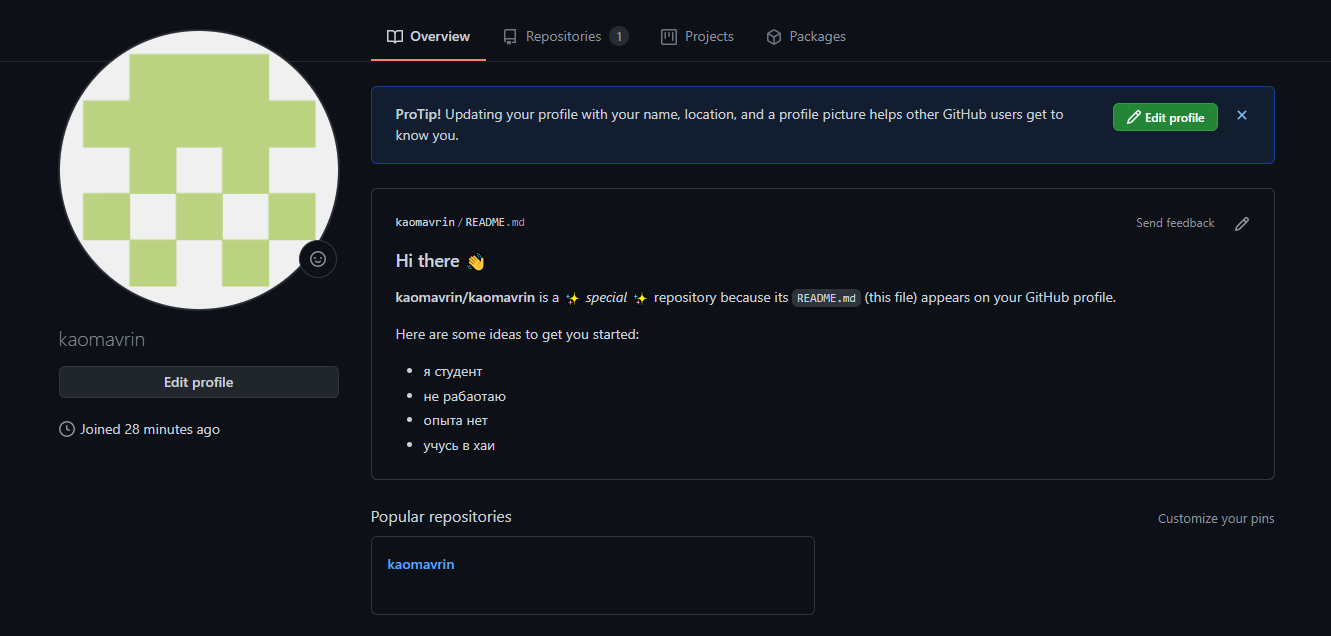 Overview Repositories 1 Projects Packages
ProTip! Updating your profile with your name, location, and a profile picture helps other GitHub users get to
know you.
Edit profile
kaomavrin/README.md
Send feedback
Hi there 👋
kaomavrin/kaomavrin is a ✨ special ✨ repository because its README.md (this file) appears on your GitHub profile.
Here are some ideas to get you started:
• я студент
• не рабаотаю
• опыта нет
• учусь в хаи
kaomavrin
Edit profile
Joined 28 minutes ago
Popular repositories
Customize your pins
kaomavrin